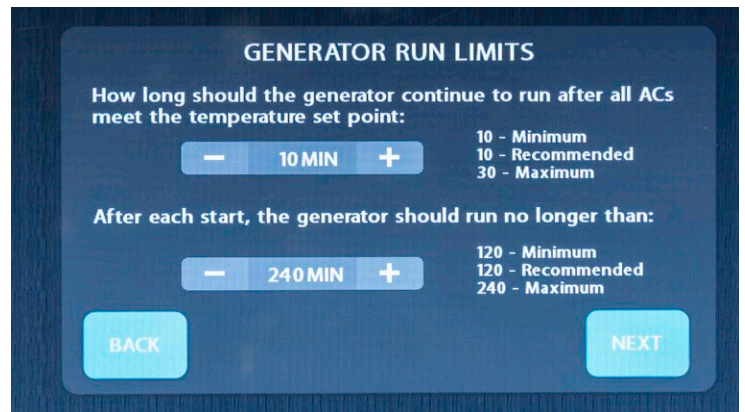 GENERATOR RUN LIMITS
How long should the generator continue to run after all ACs
meet the temperature set point:
10 - Minimum
− 10 MIN + 10 - Recommended
30 - Maximum
After each start, the generator should run no longer than:
120 - Minimum
− 240 MIN + 120 - Recommended
240 - Maximum
BACK NEXT